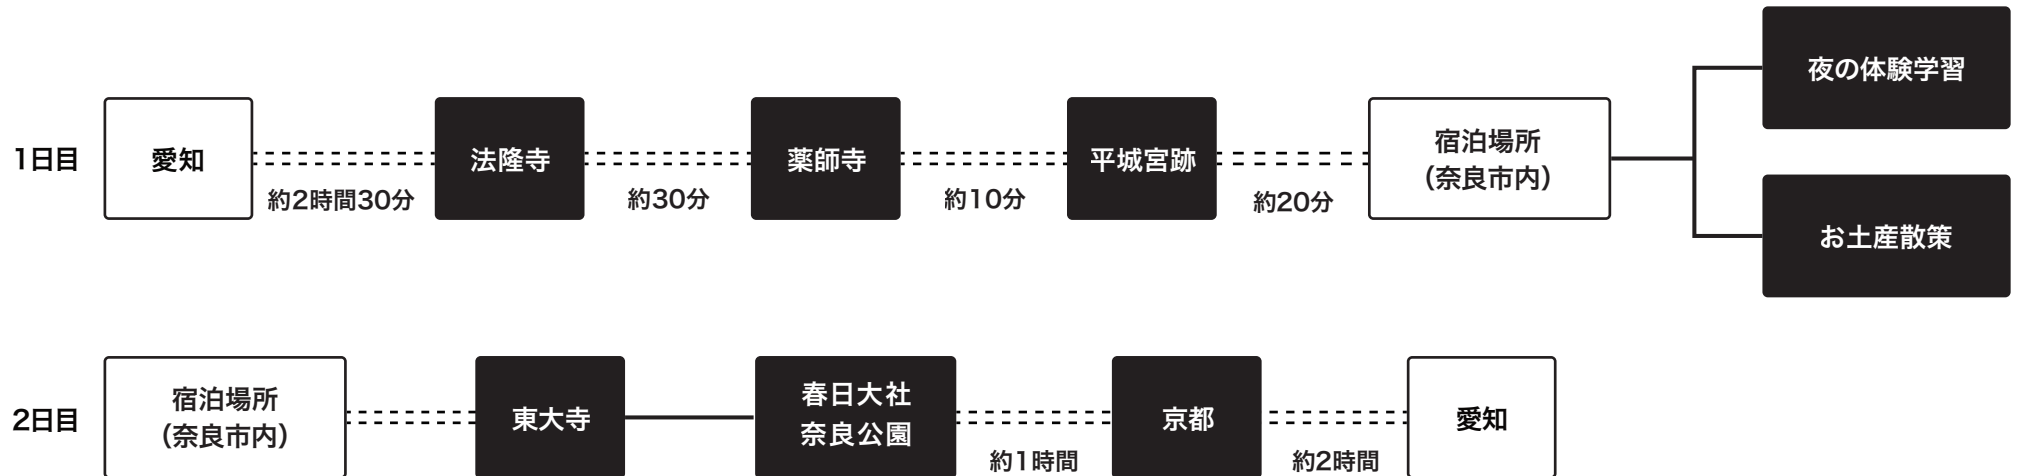 夜の体験学習
1日目
愛知
約2時間30分
法隆寺
約30分
薬師寺
約10分
平城宮跡
約20分
宿泊場所
（奈良市内）
お土産散策
2日目
宿泊場所
（奈良市内）
東大寺
春日大社
奈良公園
約1時間
京都
約2時間
愛知